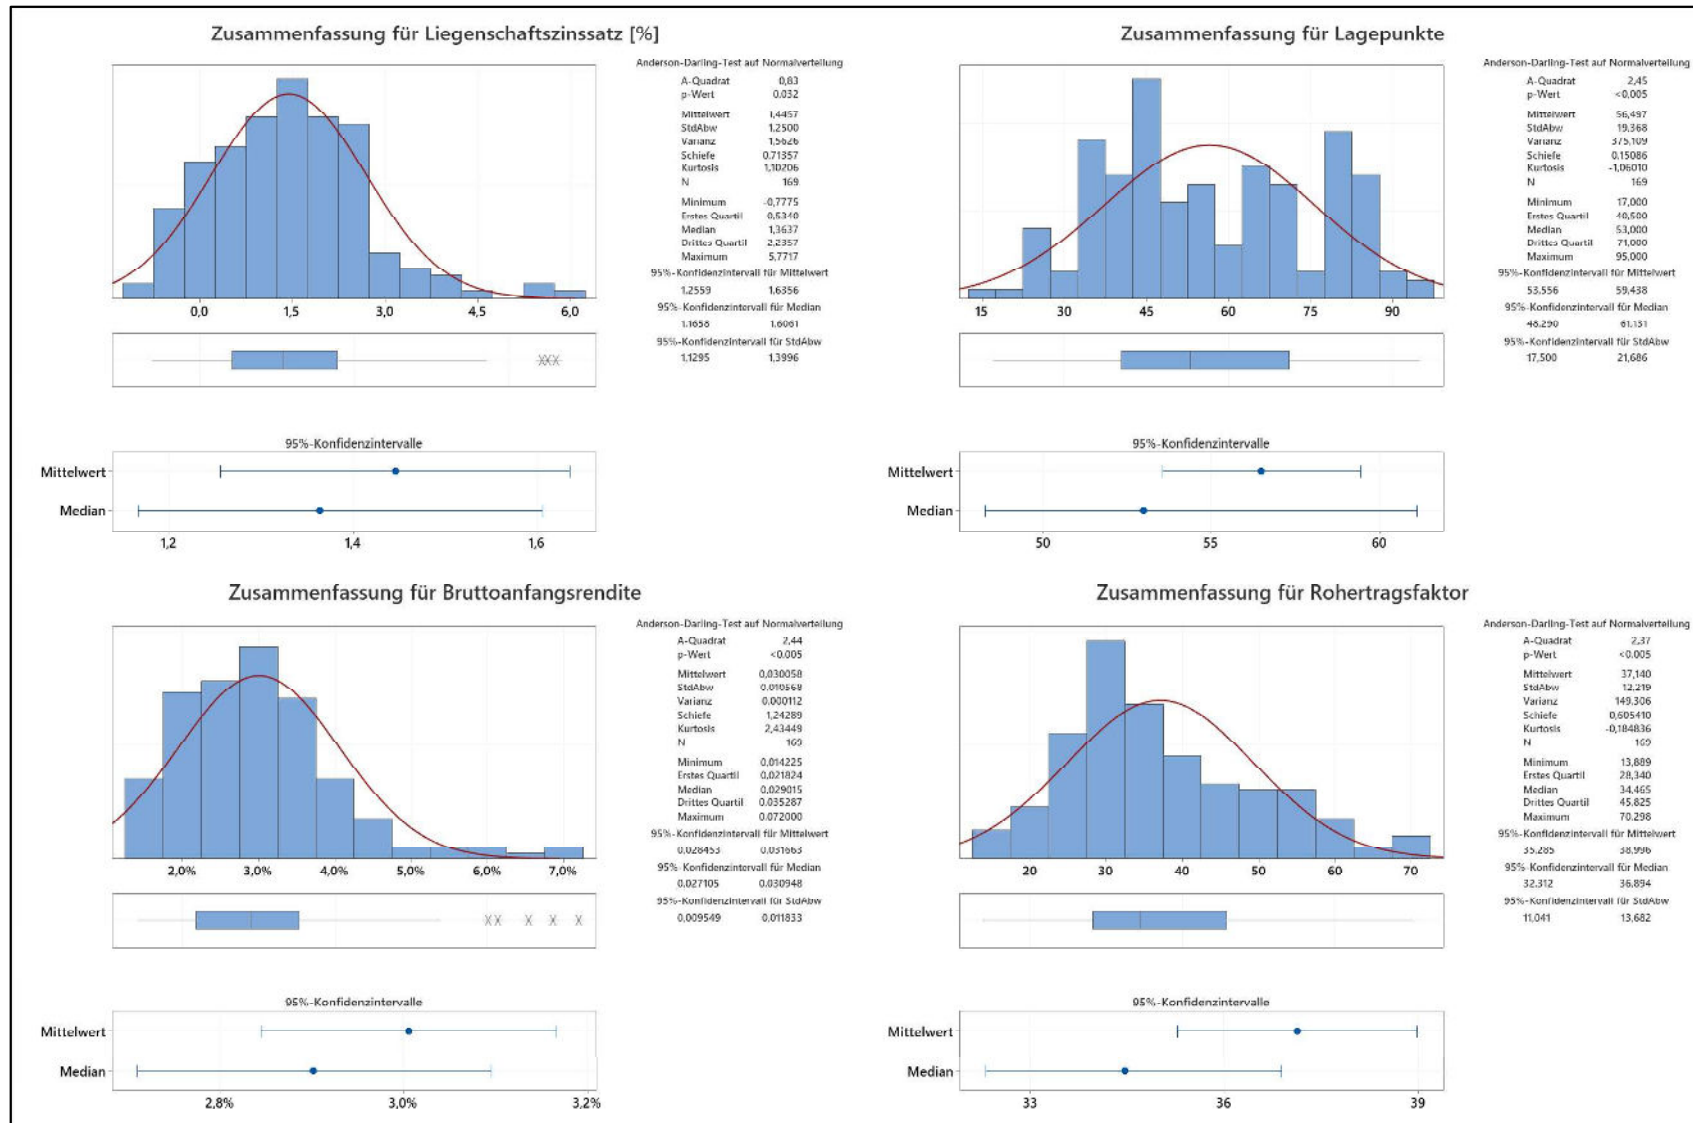 Zusammenfassung für Liegenschaftszinssatz [%]
Anderson-Darling-Test auf Normalverteilung
A-Quadrat 0,83
p-Wert 0,032
Mittelwert 1,4457
StdAbw 1,2500
Varianz 1,5626
Schiefe 0,71357
Kurtosis 1,10206
N 169
Minimum -0,7775
Erstes Quartil 0,5340
Median 1,3637
Drittes Quartil 2,2357
Maximum 5,7717
95%-Konfidenzintervall für Mittelwert
1,2559 1,6356
95%-Konfidenzintervall für Median
1,1658 1,6061
95%-Konfidenzintervall für StdAbw
1,1295 1,3996
0,0 1,5 3,0 4,5 6,0
95%-Konfidenzintervalle
Mittelwert
Median
1,2 1,4 1,6
Zusammenfassung für Lagepunkte
Anderson-Darling-Test auf Normalverteilung
A-Quadrat 2,45
p-Wert <0,005
Mittelwert 56,497
StdAbw 19,368
Varianz 375,109
Schiefe 0,15086
Kurtosis -1,06010
N 169
Minimum 17,000
Erstes Quartil 40,500
Median 53,000
Drittes Quartil 71,000
Maximum 95,000
95%-Konfidenzintervall für Mittelwert
53,556 59,438
95%-Konfidenzintervall für Median
48,290 61,131
95%-Konfidenzintervall für StdAbw
17,500 21,686
15 30 45 60 75 90
95%-Konfidenzintervalle
Mittelwert
Median
50 55 60
Zusammenfassung für Bruttoanfangsrendite
Anderson-Darling-Test auf Normalverteilung
A-Quadrat 2,44
p-Wert <0,005
Mittelwert 0,030058
StdAbw 0,010568
Varianz 0,000112
Schiefe 1,24289
Kurtosis 2,43449
N 169
Minimum 0,014225
Erstes Quartil 0,021824
Median 0,029015
Drittes Quartil 0,035287
Maximum 0,072000
95%-Konfidenzintervall für Mittelwert
0,028453 0,031663
95%-Konfidenzintervall für Median
0,027105 0,030948
95%-Konfidenzintervall für StdAbw
0,009549 0,011833
2,0% 3,0% 4,0% 5,0% 6,0% 7,0%
95%-Konfidenzintervalle
Mittelwert
Median
2,8% 3,0% 3,2%
Zusammenfassung für Rohertragsfaktor
Anderson-Darling-Test auf Normalverteilung
A-Quadrat 2,37
p-Wert <0,005
Mittelwert 37,140
StdAbw 12,219
Varianz 149,306
Schiefe 0,605410
Kurtosis -0,184836
N 169
Minimum 13,889
Erstes Quartil 28,340
Median 34,465
Drittes Quartil 45,825
Maximum 70,298
95%-Konfidenzintervall für Mittelwert
35,285 38,996
95%-Konfidenzintervall für Median
32,312 36,894
95%-Konfidenzintervall für StdAbw
11,041 13,682
20 30 40 50 60 70
95%-Konfidenzintervalle
Mittelwert
Median
33 36 39